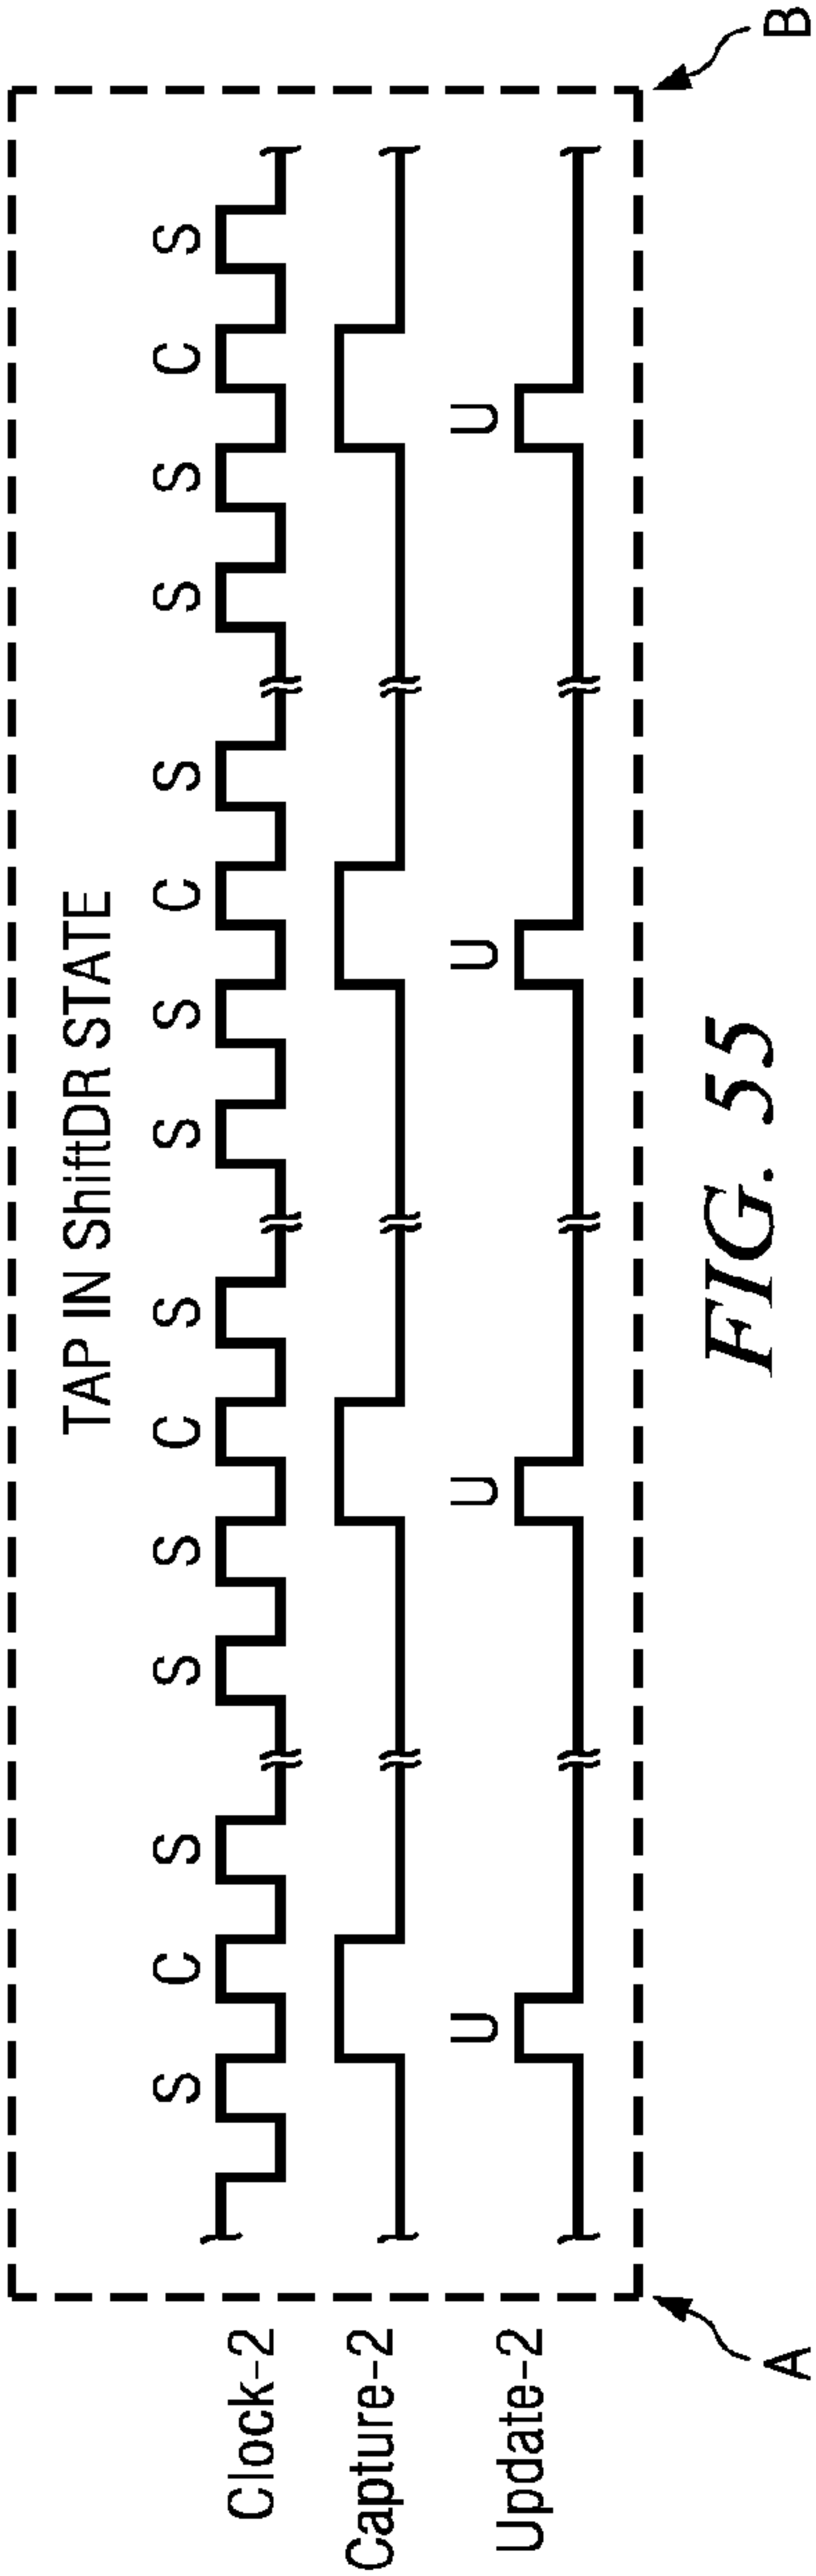 TAP IN ShiftDR STATE
S C S S S C S S S C S S S C S
Clock-2
Capture-2
U U U U
Update-2
A
B
FIG. 55